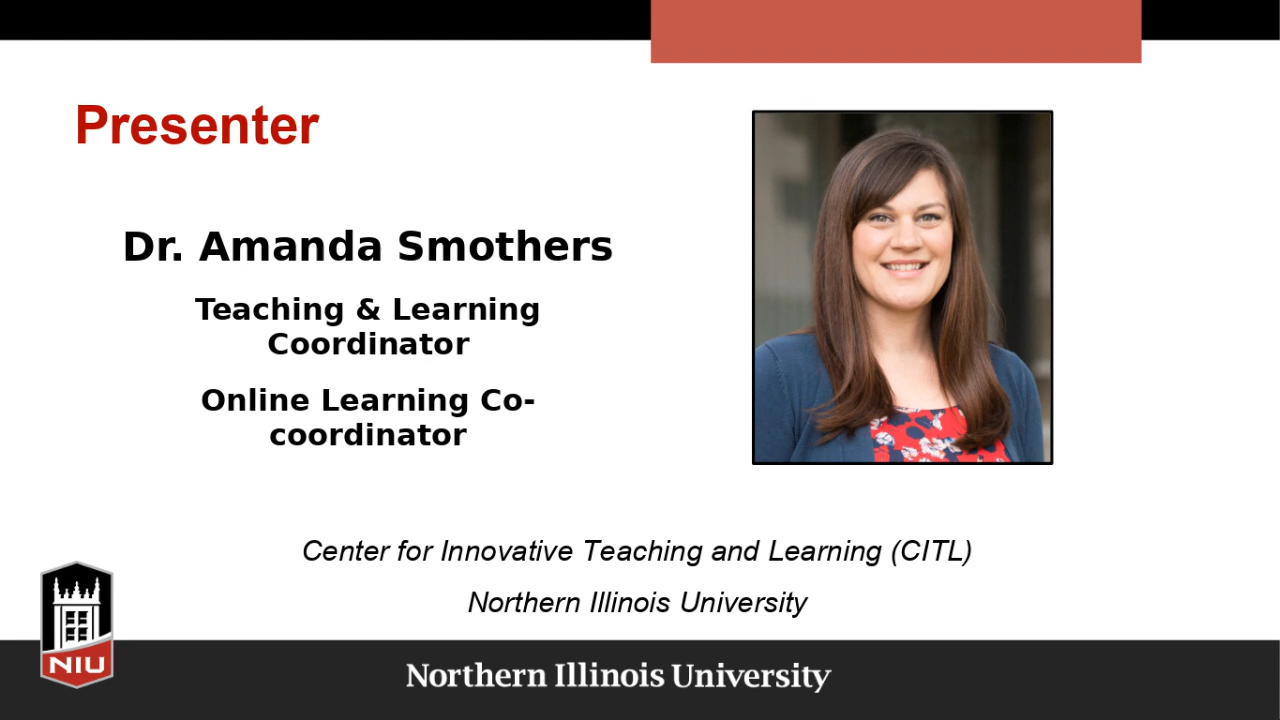 Presenter
Dr. Amanda Smothers
Teaching & Learning
Coordinator
Online Learning Co-
coordinator
Center for Innovative Teaching and Learning (CITL)
Northern Illinois University
NIU
Northern Illinois University